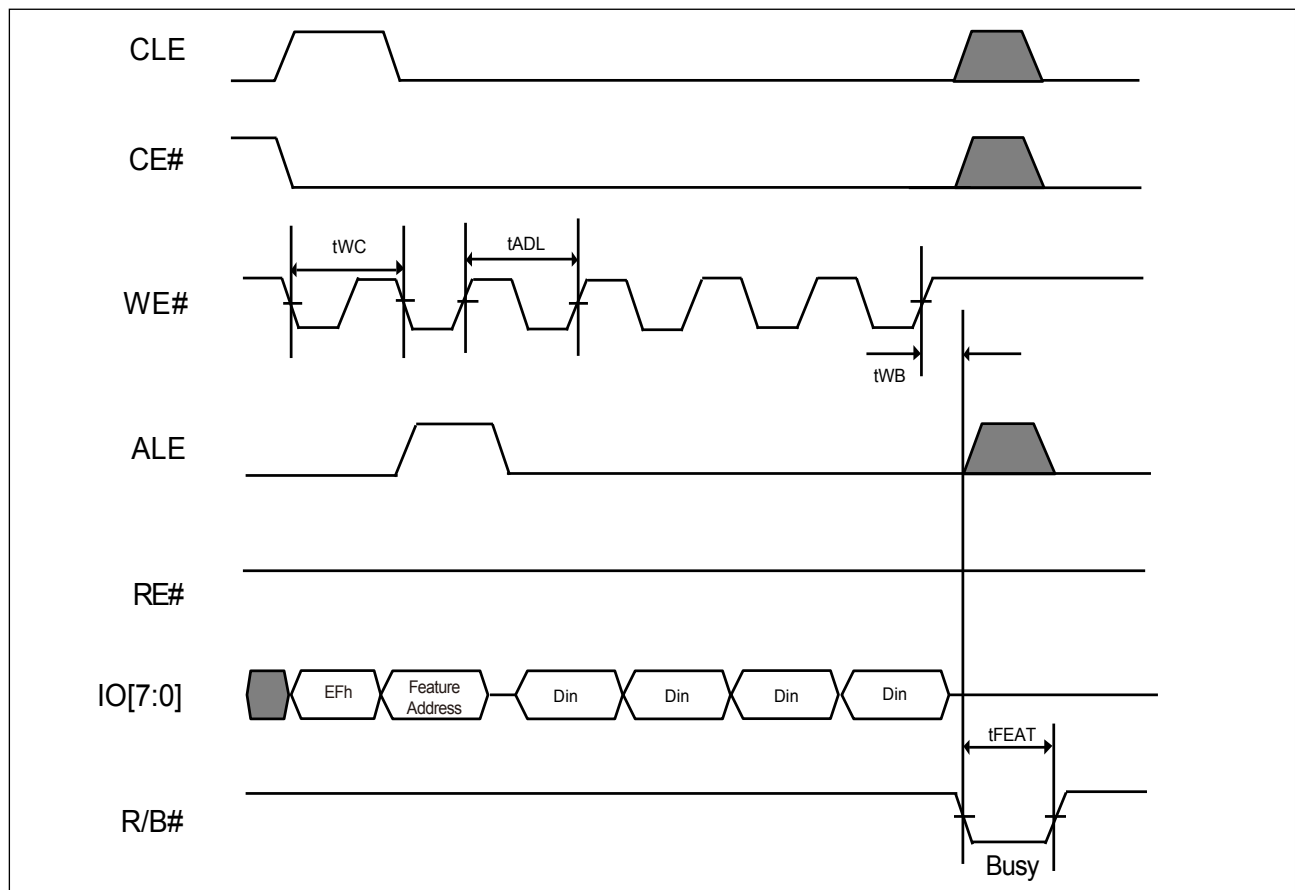 CLE
CE#
tWC
tADL
WE#
tWB
ALE
RE#
IO[7:0]
EFh
Feature
Address
Din
Din
Din
Din
tFEAT
R/B#
Busy